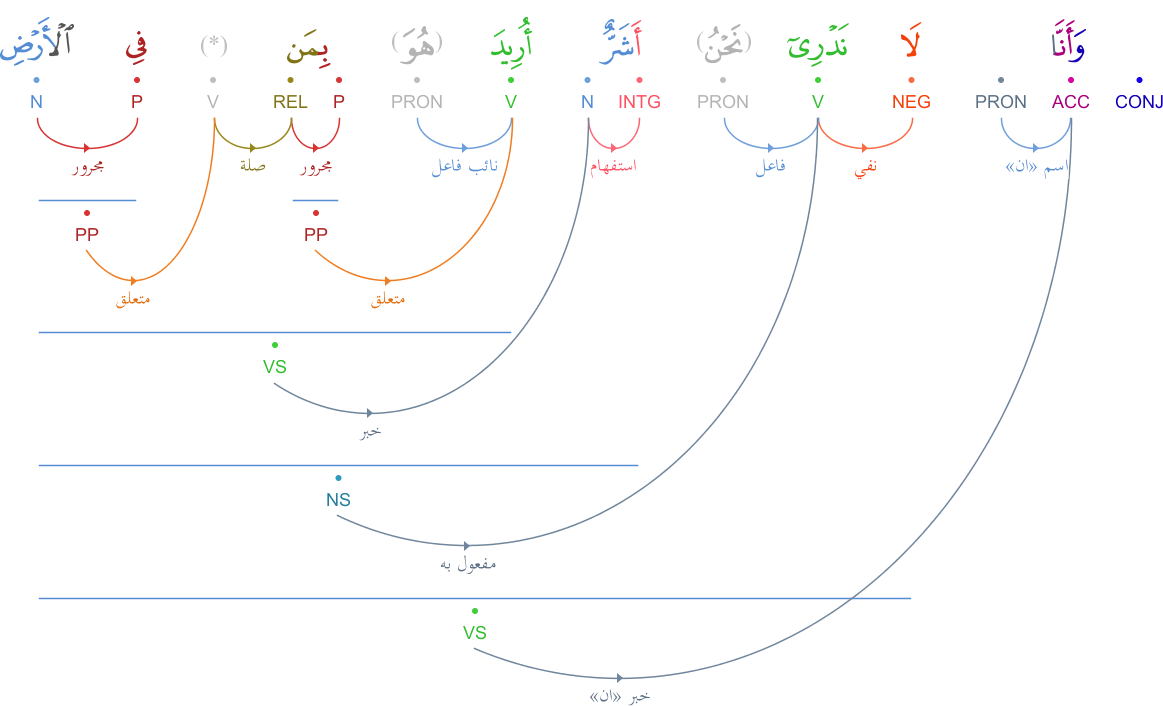 وَأَنَّا لَا نَدْرِىٓ (نَحْنُ) أَشَرٌّ أُرِيدَ (هُوَ) بِمَن (*) فِى ٱلْأَرْضِ
CONJ ACC PRON NEG V PRON INTG N V PRON P REL V P N
اسم «ان» نفي فاعل استفهام نائب فاعل مجرور صلة مجرور
PP PP
متعلق متعلق
VS
خبر
NS
مفعول به
VS
خبر «ان»